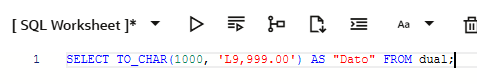 [ SQL Worksheet ]*
Aa
1 SELECT TO_CHAR(1000, 'L9,999.00') AS "Dato" FROM dual;